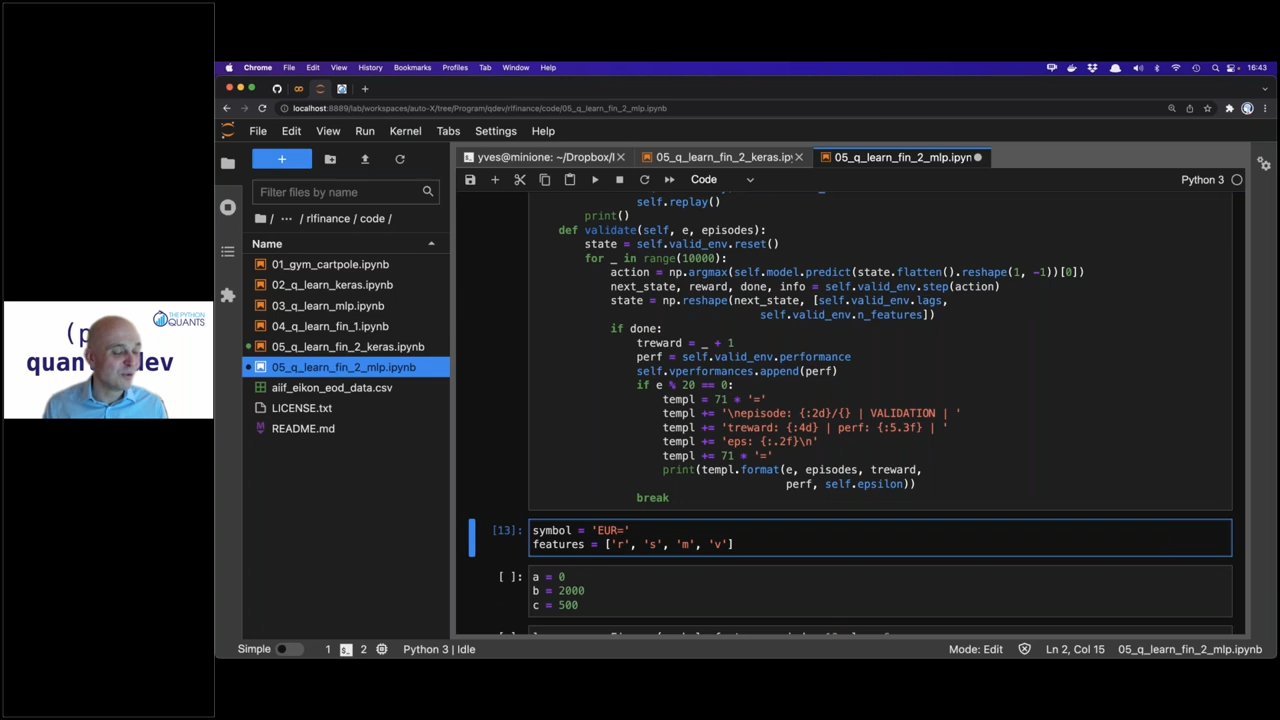 Chrome File Edit View History Bookmarks Profiles Tab Window Help 16:43
localhost:8889/lab/workspaces/auto-X/tree/Program/qdev/rlfinance/code/05_q_learn_fin_2_mlp.ipynb
File Edit View Run Kernel Tabs Settings Help
yves@minione: ~/Dropbox/
05_q_learn_fin_2_keras.ipy
05_q_learn_fin_2_mlp.ipyn
Code
Python 3
Filter files by name
/ ··· / rlfinance / code /
Name
01_gym_cartpole.ipynb
02_q_learn_keras.ipynb
03_q_learn_mlp.ipynb
04_q_learn_fin_1.ipynb
05_q_learn_fin_2_keras.ipynb
05_q_learn_fin_2_mlp.ipynb
aiif_eikon_eod_data.csv
LICENSE.txt
README.md
self.replay()
print()
def validate(self, e, episodes):
state = self.valid_env.reset()
for _ in range(10000):
action = np.argmax(self.model.predict(state.flatten().reshape(1, -1))[0])
next_state, reward, done, info = self.valid_env.step(action)
state = np.reshape(next_state, [self.valid_env.lags,
self.valid_env.n_features])
if done:
treward = _ + 1
perf = self.valid_env.performance
self.vperformances.append(perf)
if e % 20 == 0:
templ = 71 * '='
templ += '\nepisode: {:2d}/{} | VALIDATION | '
templ += 'treward: {:4d} | perf: {:5.3f} | '
templ += 'eps: {:.2f}\n'
templ += 71 * '='
print(templ.format(e, episodes, treward,
perf, self.epsilon))
break
[13]: symbol = 'EUR='
features = ['r', 's', 'm', 'v']
[ ]: a = 0
b = 2000
c = 500
THE PYTHON
QUANTS
Simple 1 2 Python 3 | Idle Mode: Edit Ln 2, Col 15 05_q_learn_fin_2_mlp.ipynb